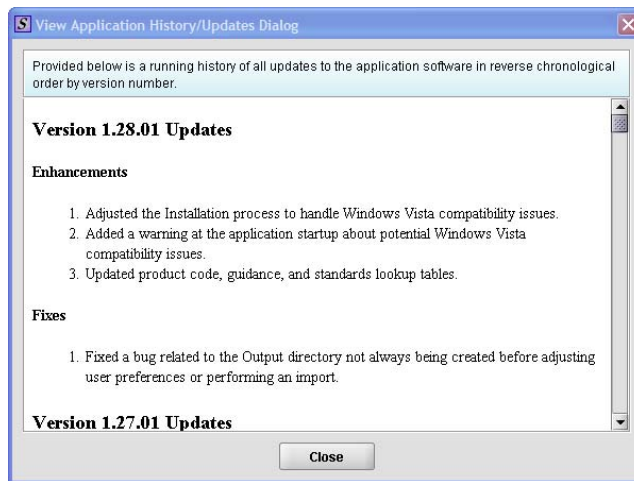 S View Application History/Updates Dialog
Provided below is a running history of all updates to the application software in reverse chronological
order by version number.
Version 1.28.01 Updates
Enhancements
1. Adjusted the Installation process to handle Windows Vista compatibility issues.
2. Added a warning at the application startup about potential Windows Vista
compatibility issues.
3. Updated product code, guidance, and standards lookup tables.
Fixes
1. Fixed a bug related to the Output directory not always being created before adjusting
user preferences or performing an import.
Version 1.27.01 Updates
Close